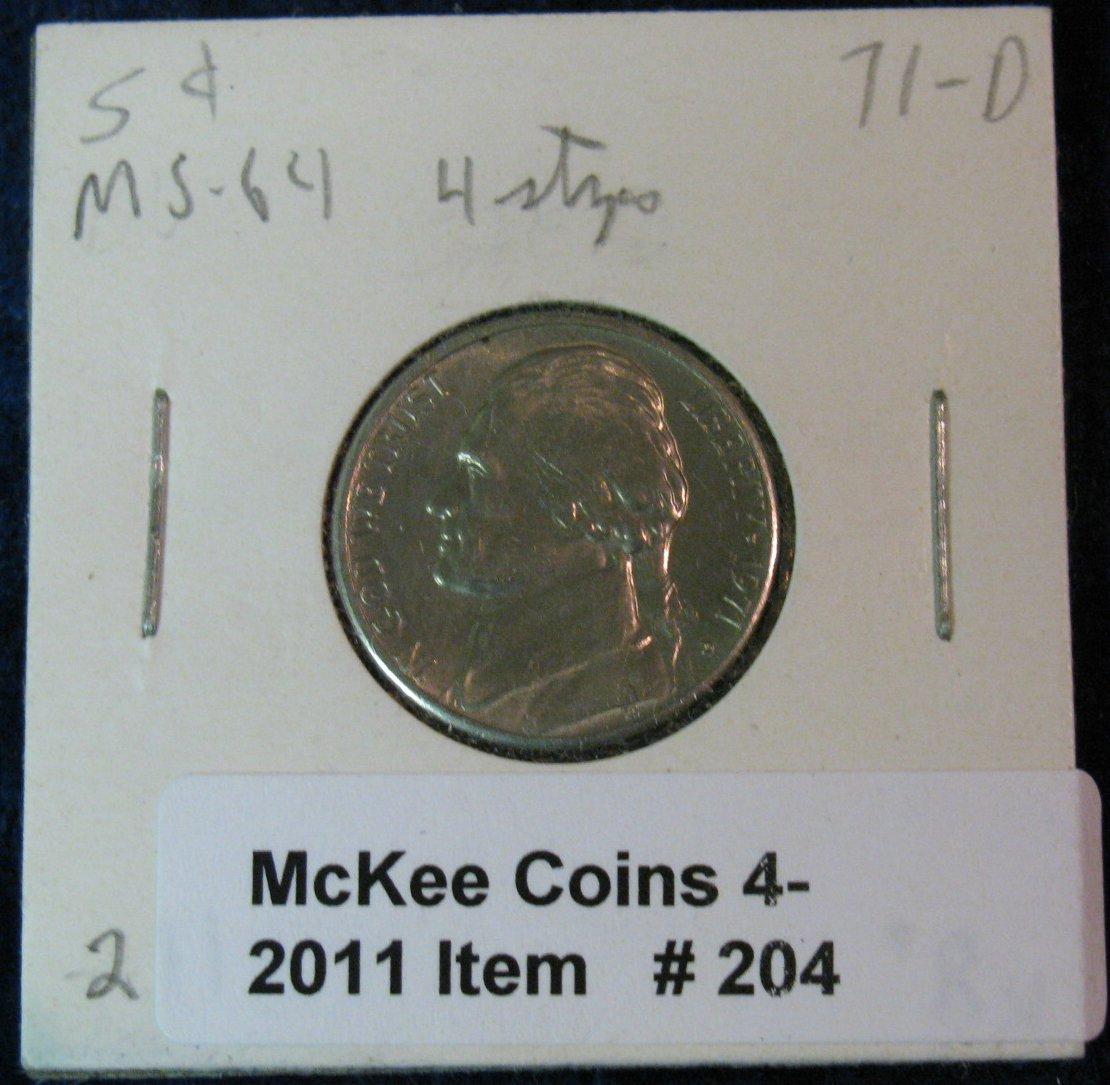 5¢ 71-D
MS-64 4 steps
IN GOD WE TRUST
LIBERTY 1971
McKee Coins 4-
2011 Item # 204
2